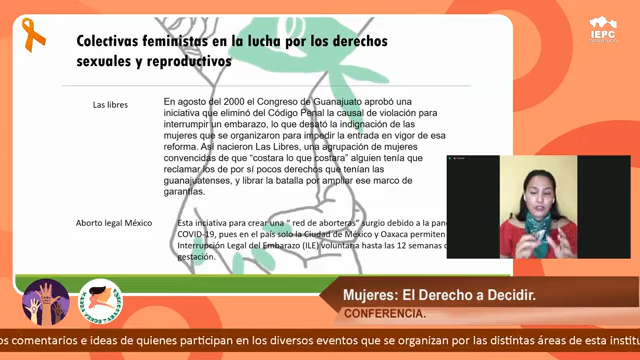 Colectivas feministas en la lucha por los derechos
sexuales y reproductivos
IEPC
Las libres
En agosto del 2000 el Congreso de Guanajuato aprobó una
iniciativa que eliminó del Código Penal la causal de violación para
interrumpir un embarazo, lo que desató la indignación de las
mujeres que se organizaron para impedir la entrada en vigor de esa
reforma. Así nacieron Las Libres, una agrupación de mujeres
convencidas de que “costara lo que costara” alguien tenía que
reclamar los de por sí pocos derechos que tenían las
guanajuatenses, y librar la batalla por ampliar ese marco de
garantías.
Aborto legal México
Esta iniciativa para crear una “ red de aborteras” surgio debido a la pan
COVID-19, pues en el país solo la Ciudad de México y Oaxaca permiten
Interrupción Legal del Embarazo (ILE) voluntaria hasta las 12 semanas
gestación.
Mujeres: El Derecho a Decidir.
CONFERENCIA.
os comentarios e ideas de quienes participan en los diversos eventos que se organizan por las distintas áreas de esta institu